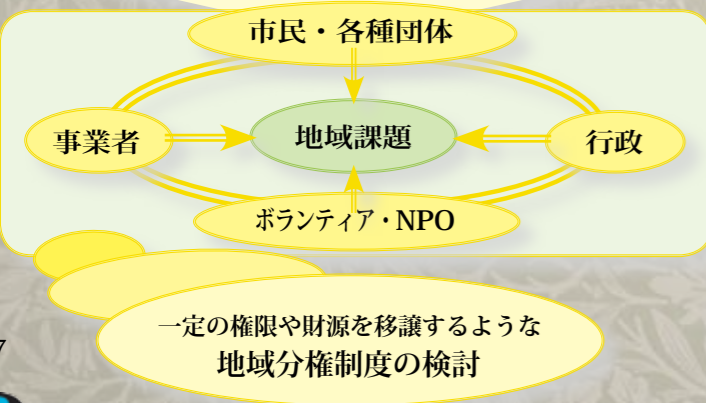 市民・各種団体
事業者
地域課題
行政
ボランティア・NPO
一定の権限や財源を移譲するような
地域分権制度の検討